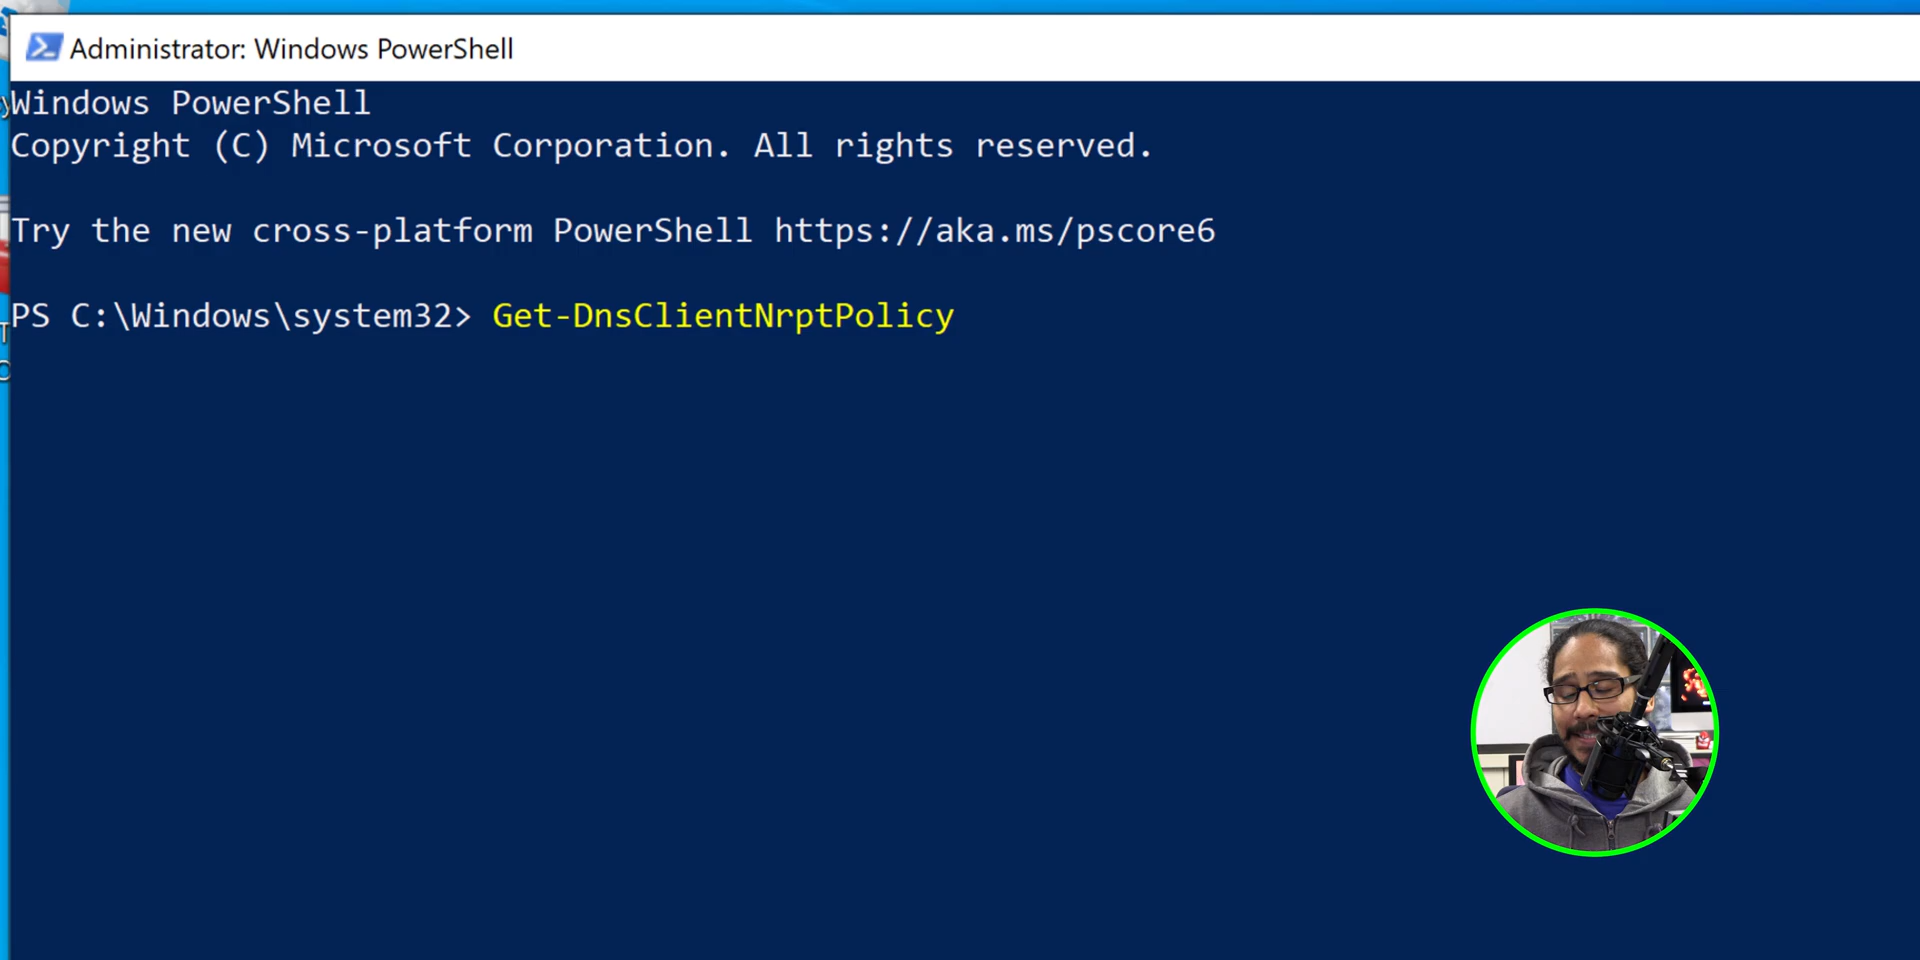 Administrator: Windows PowerShell
Windows PowerShell
Copyright (C) Microsoft Corporation. All rights reserved.
Try the new cross-platform PowerShell https://aka.ms/pscore6
PS C:\Windows\system32> Get-DnsClientNrptPolicy